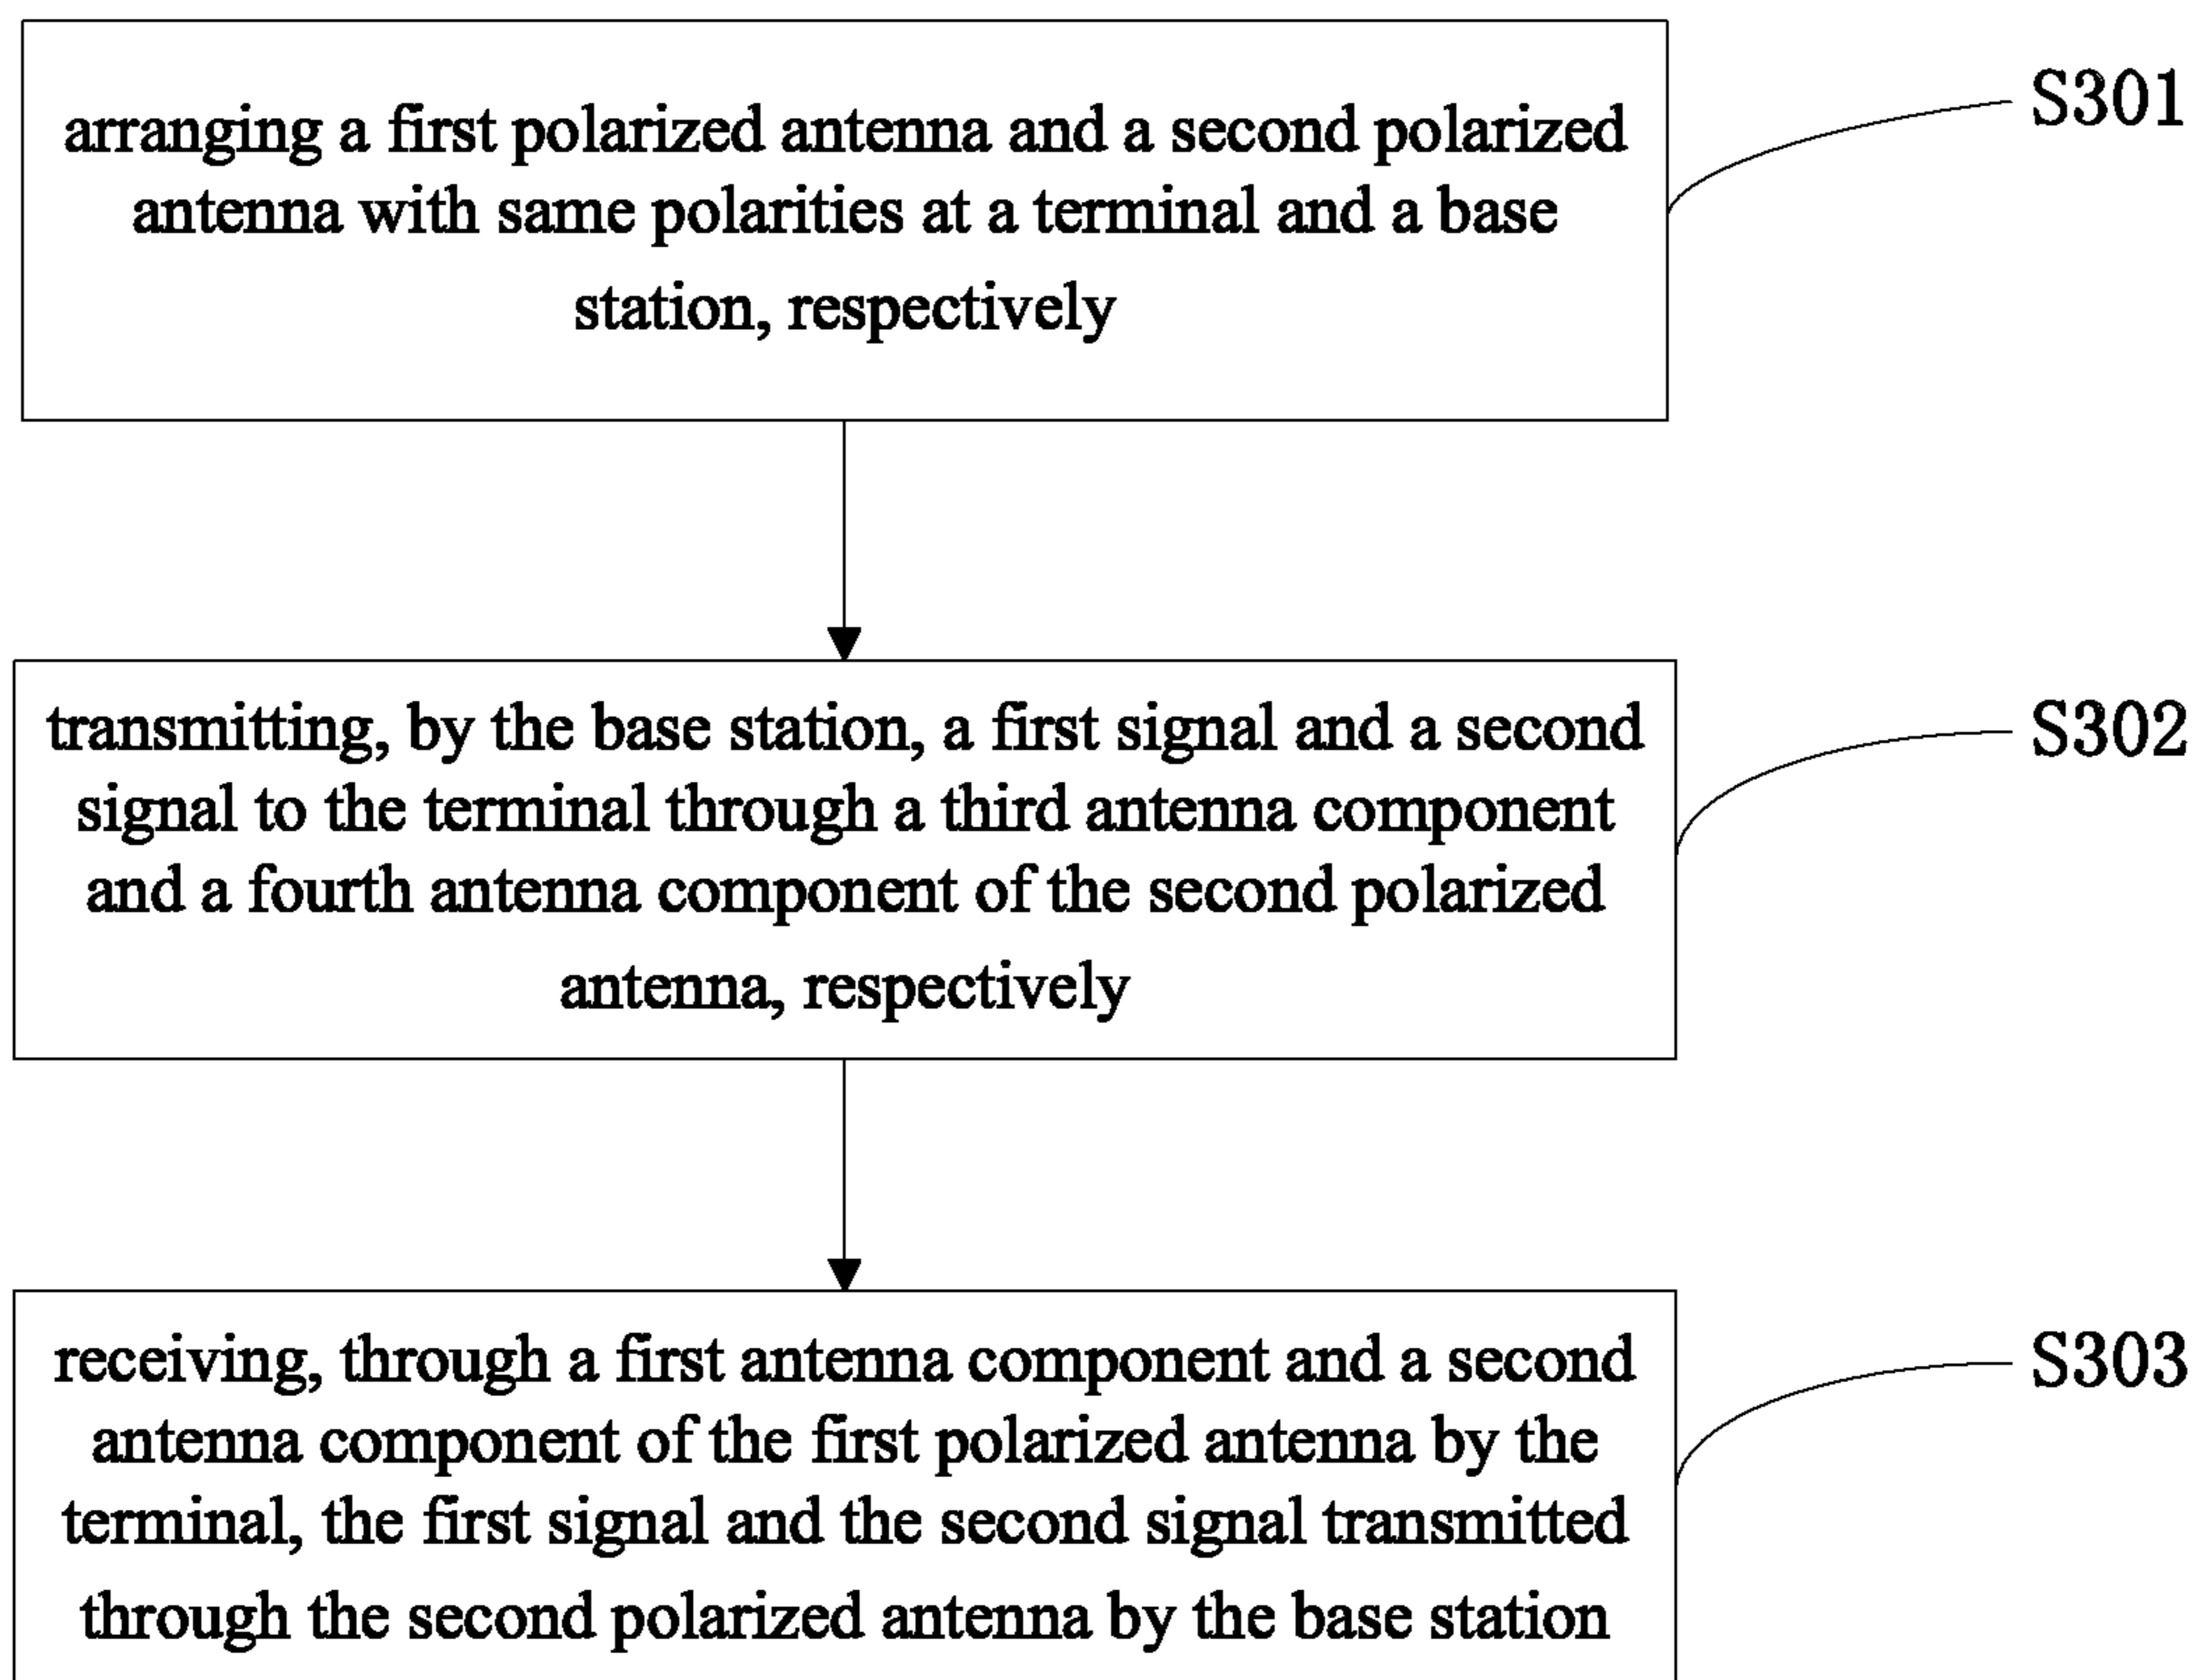 arranging a first polarized antenna and a second polarized
antenna with same polarities at a terminal and a base
station, respectively
S301
transmitting, by the base station, a first signal and a second
signal to the terminal through a third antenna component
and a fourth antenna component of the second polarized
antenna, respectively
S302
receiving, through a first antenna component and a second
antenna component of the first polarized antenna by the
terminal, the first signal and the second signal transmitted
through the second polarized antenna by the base station
S303